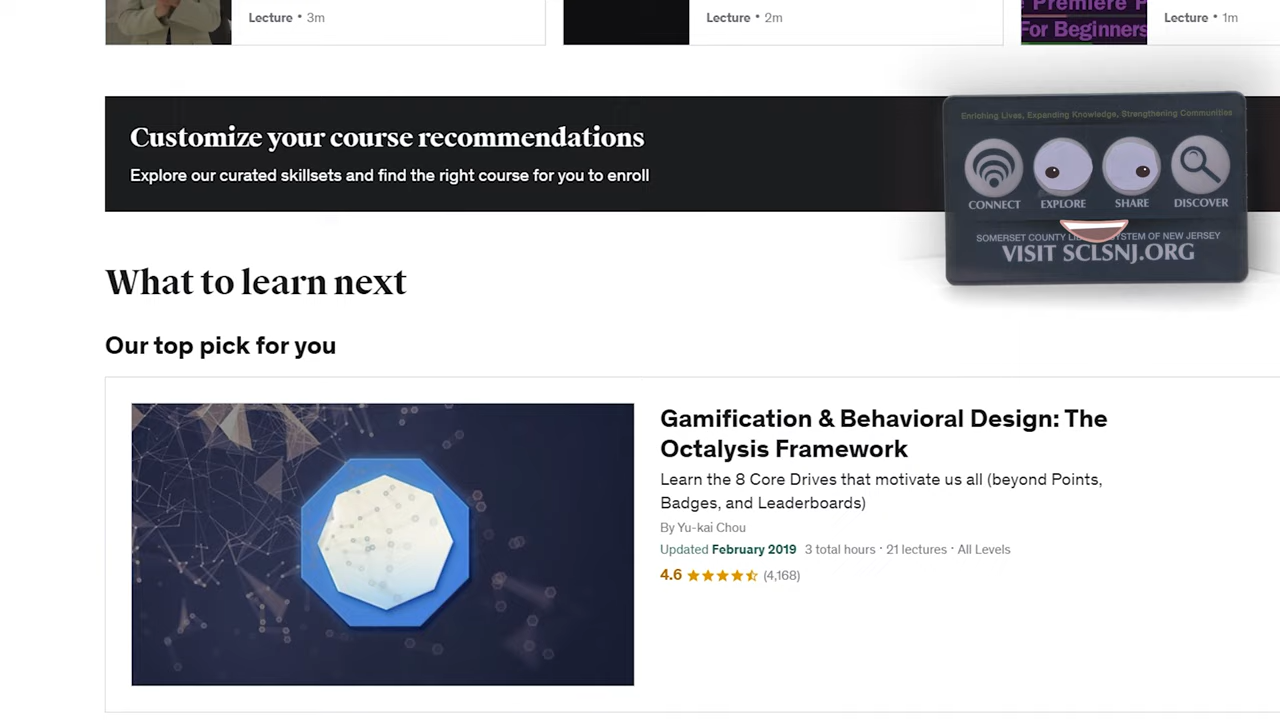 Lecture • 3m
Lecture • 2m
Premiere P
For Beginners
Lecture • 1m
Customize your course recommendations
Explore our curated skillsets and find the right course for you to enroll
Enriching Lives, Expanding Knowledge, Strengthening Communities
CONNECT EXPLORE SHARE DISCOVER
SOMERSET COUNTY LIB STEM OF NEW JERSEY
VISIT SCLSNJ.ORG
What to learn next
Our top pick for you
Gamification & Behavioral Design: The
Octalysis Framework
Learn the 8 Core Drives that motivate us all (beyond Points,
Badges, and Leaderboards)
By Yu-kai Chou
Updated February 2019 3 total hours · 21 lectures · All Levels
4.6 (4,168)